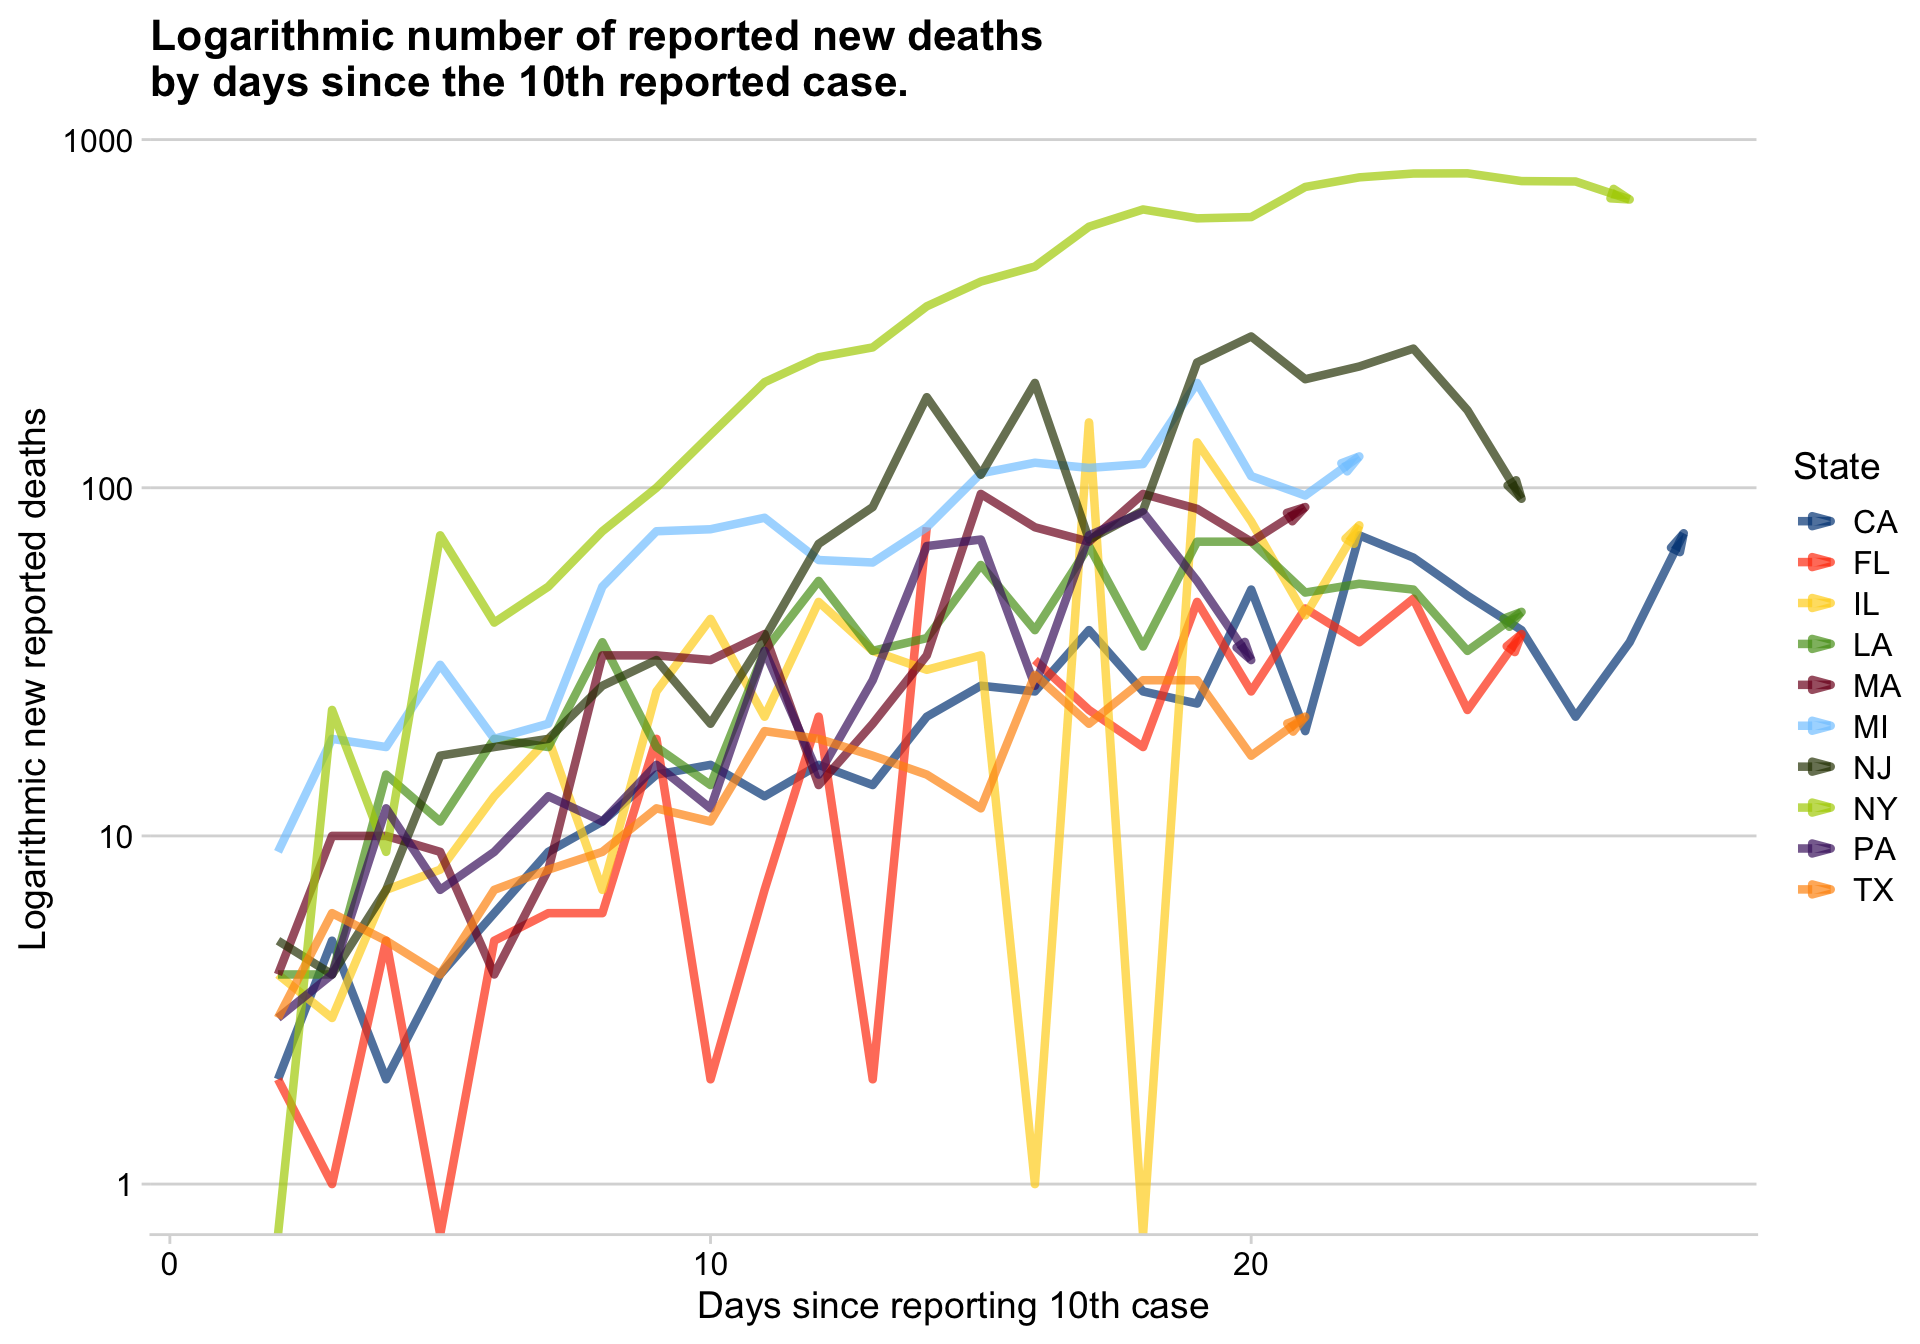 Logarithmic number of reported new deaths
by days since the 10th reported case.
1000
100
10
1
Logarithmic new reported deaths
0
10
20
Days since reporting 10th case
State
CA
FL
IL
LA
MA
MI
NJ
NY
PA
TX